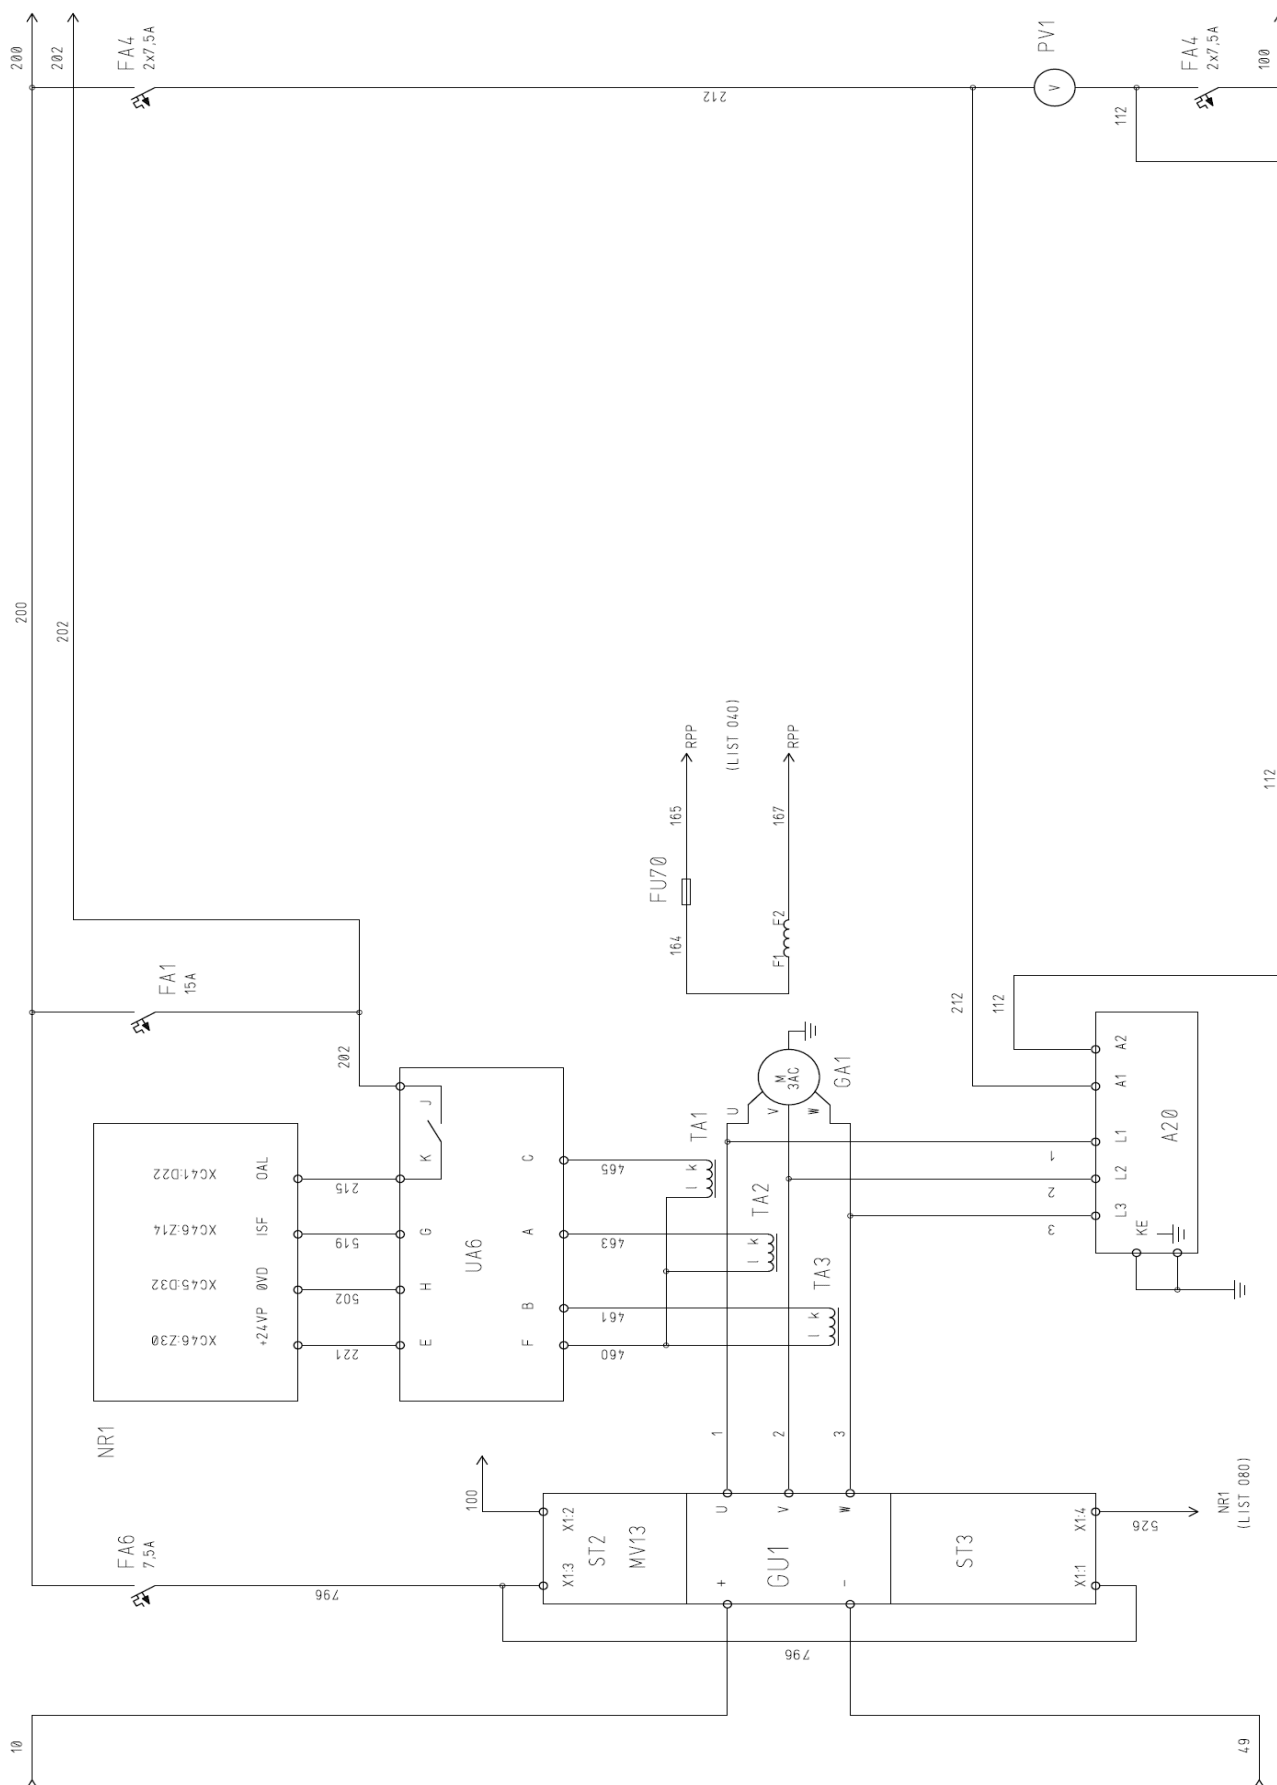 10
200
200
202
202
FA6
7,5A
FA1
15A
FA4
2x7,5A
NR1
XC46:Z30
XC45:D32
XC46:Z14
XC41:D22
+24VP
0VD
ISF
OAL
796
221
502
519
215
202
E
H
G
K
J
UA6
F
B
A
C
460
461
463
465
100
X1:3
X1:2
ST2
MV13
+
U
GU1
V
-
W
ST3
X1:1
X1:4
796
526
NR1
(LIST 080)
1
2
3
l k
TA1
l k
TA2
l k
TA3
U
V
W
M
3AC
GA1
FU70
164
165
RPP
(LIST 040)
F1
F2
167
RPP
212
212
112
3
2
1
L3
L2
L1
A1
A2
KE
A20
PV1
V
112
FA4
2x7,5A
49
112
100